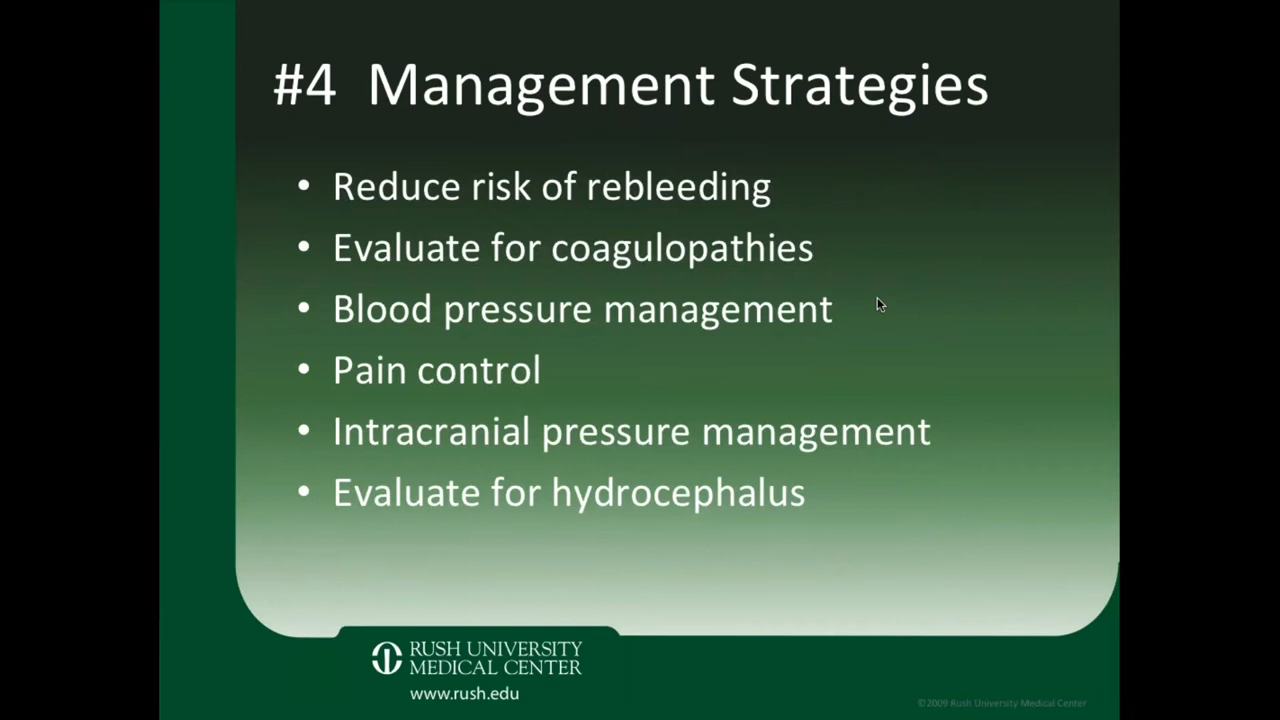 #4 Management Strategies
• Reduce risk of rebleeding
• Evaluate for coagulopathies
• Blood pressure management
• Pain control
• Intracranial pressure management
• Evaluate for hydrocephalus
RUSH UNIVERSITY
MEDICAL CENTER
www.rush.edu
©2009 Rush University Medical Center